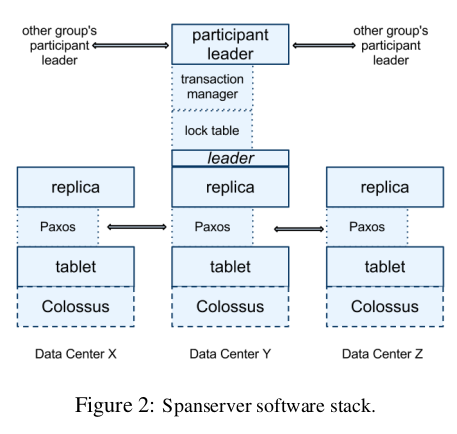 other group's
participant
leader
participant
leader
other group's
participant
leader
transaction
manager
lock table
leader
replica
replica
replica
Paxos
Paxos
Paxos
tablet
tablet
tablet
Colossus
Colossus
Colossus
Data Center X
Data Center Y
Data Center Z
Figure 2: Spanserver software stack.